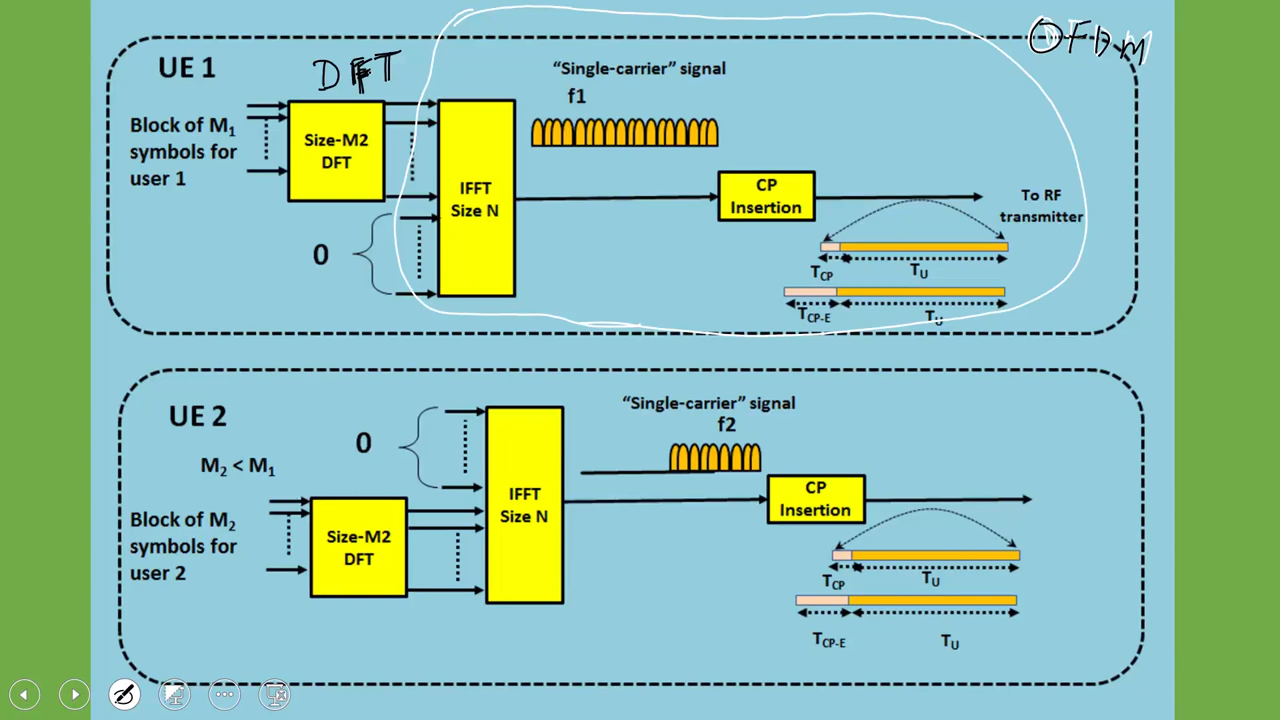 OFDM
UE 1
DFT
"Single-carrier" signal
f1
Block of M1
symbols for
user 1
Size-M2
DFT
IFFT
Size N
CP
Insertion
To RF
transmitter
0
TCP
TU
TCP-E
TU
UE 2
"Single-carrier" signal
f2
0
M2 < M1
Block of M2
symbols for
user 2
Size-M2
DFT
IFFT
Size N
CP
Insertion
TCP
TU
TCP-E
TU